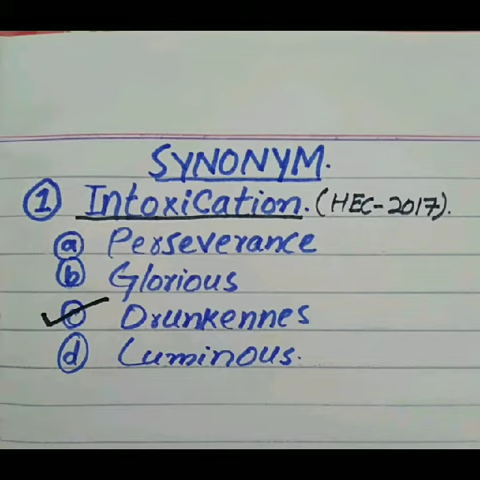 SYNONYM.
① Intoxication. (HEC-2017).
ⓐ Perseverance
ⓑ Glorious
✓ⓒ Drunkennes
ⓓ Luminous.